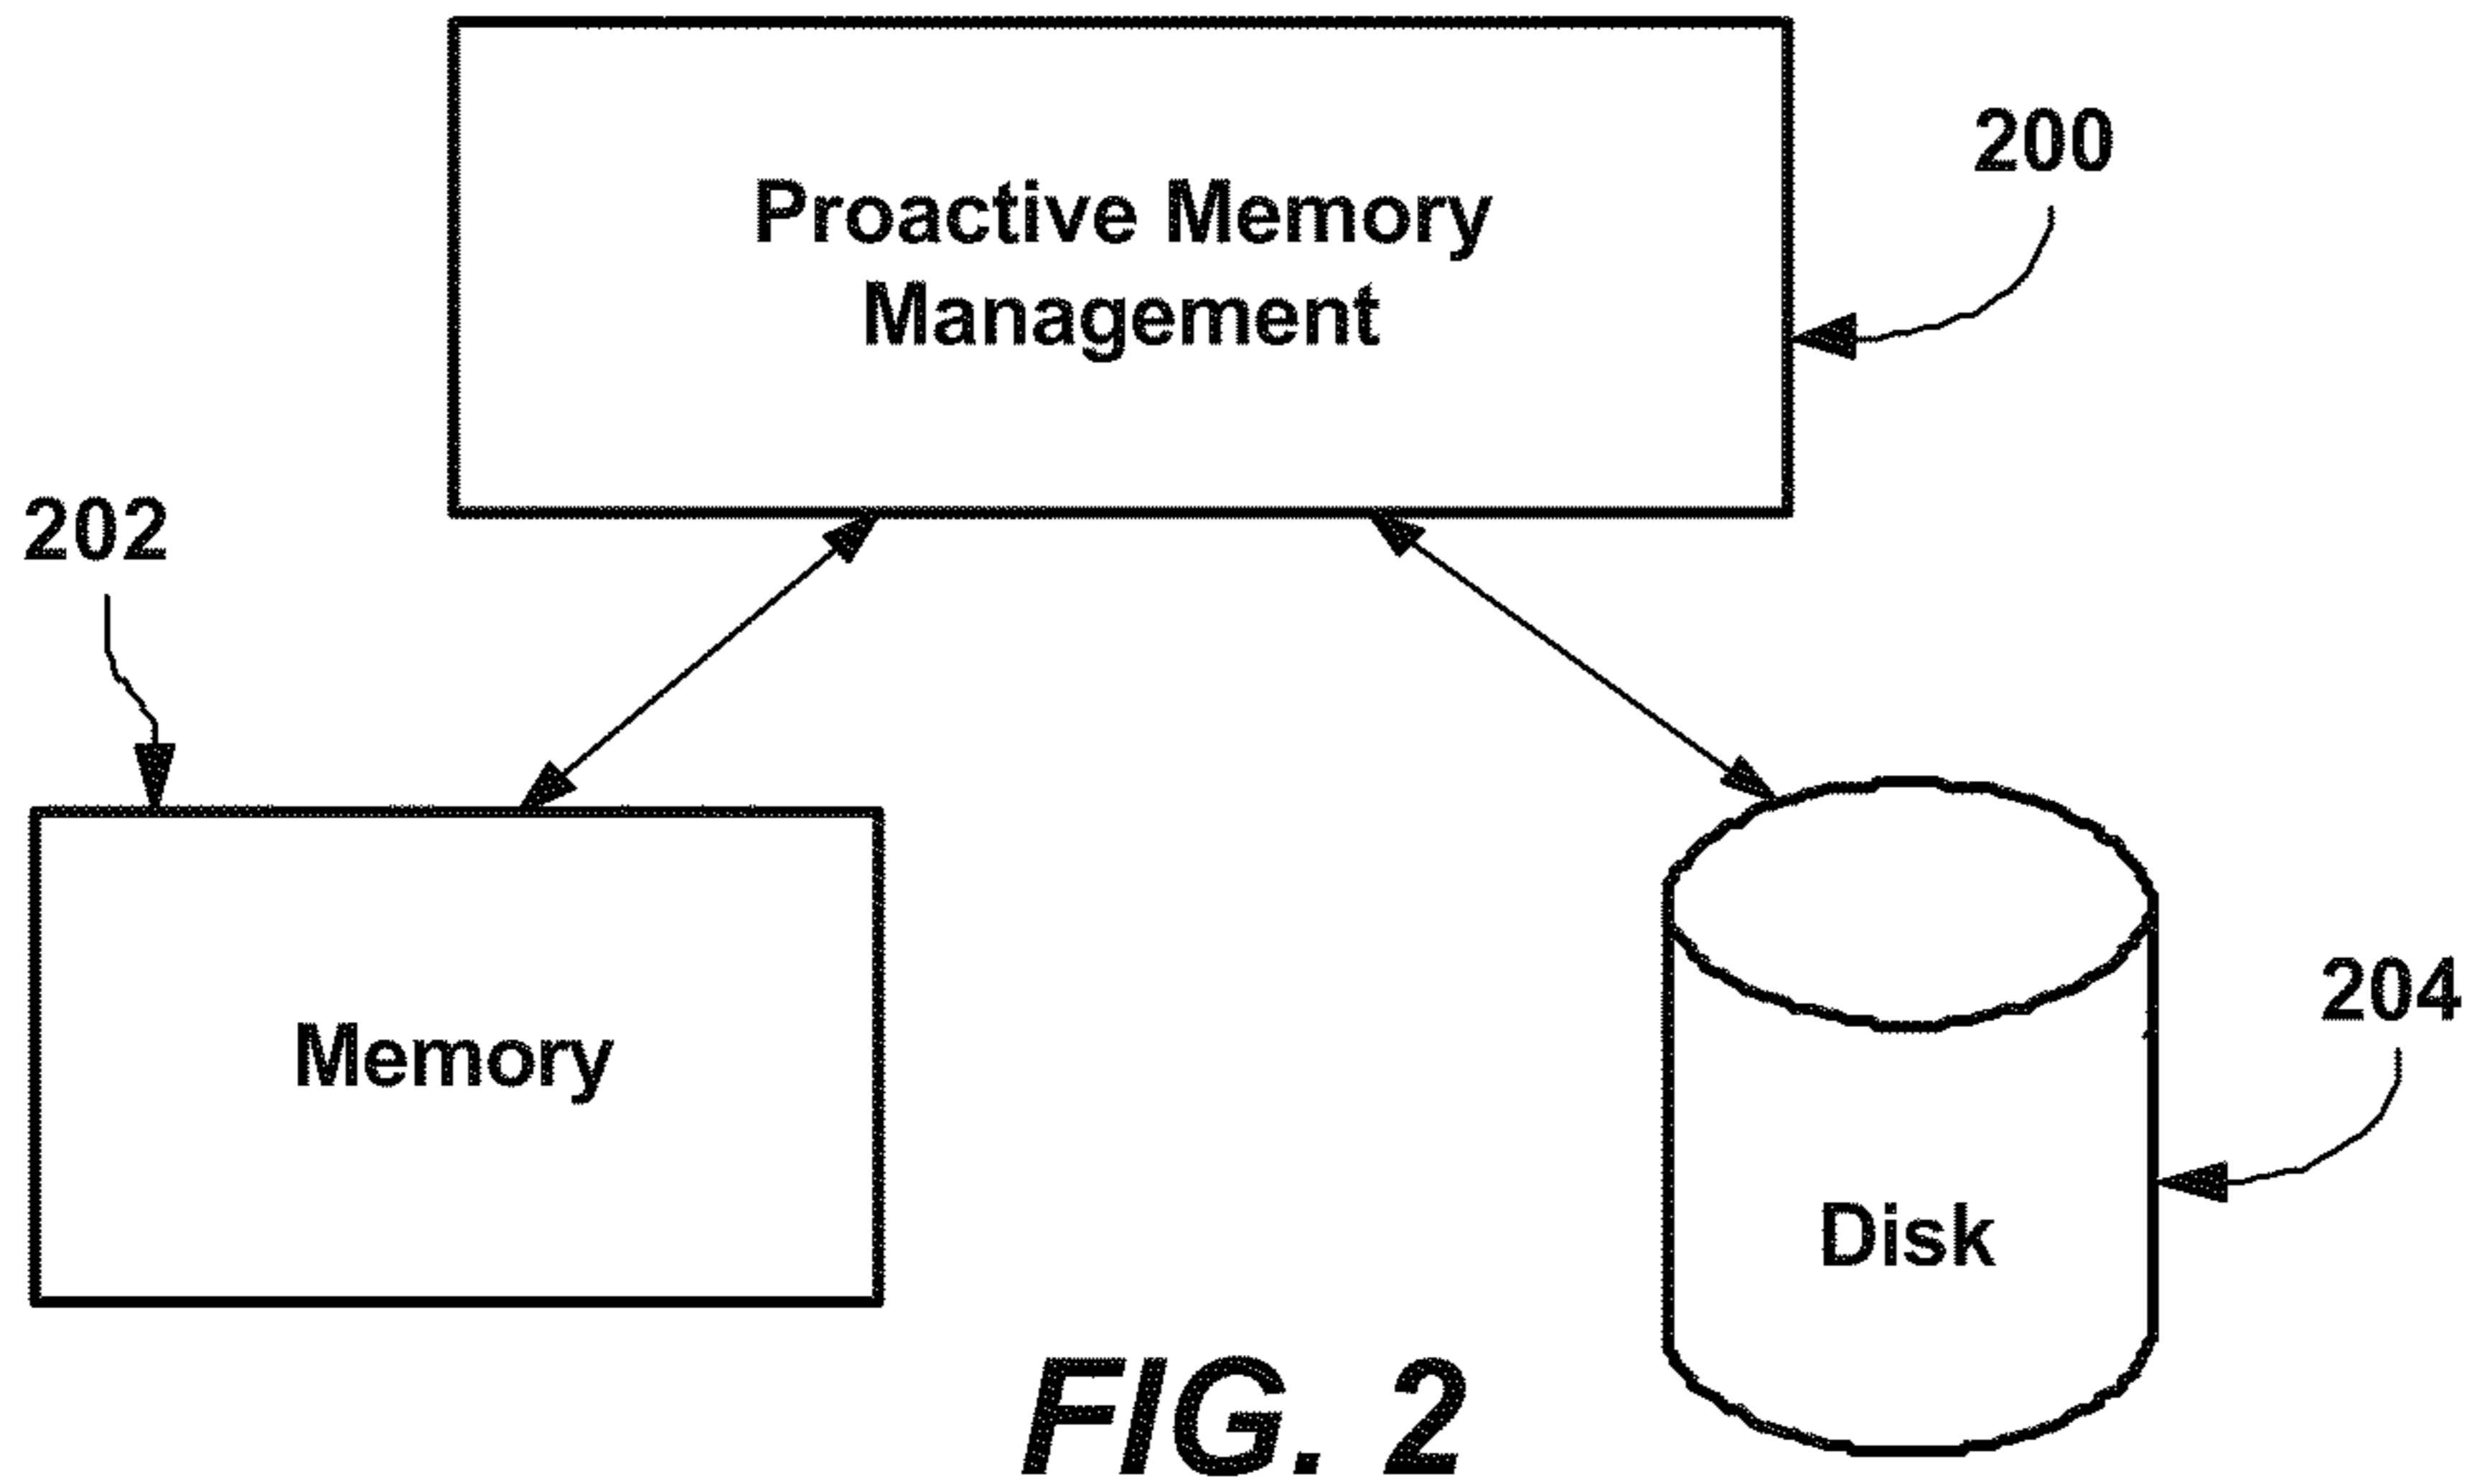 Proactive Memory
Management
200
202
Memory
204
Disk
FIG. 2